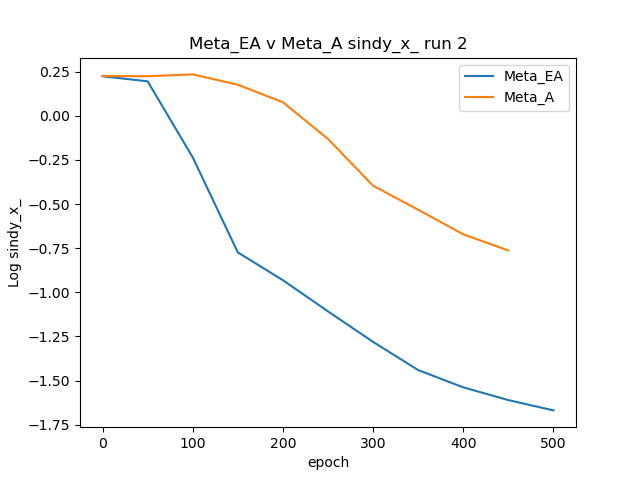 Meta_EA v Meta_A sindy_x_ run 2
Meta_EA
Meta_A
0.25
0.00
−0.25
−0.50
−0.75
−1.00
−1.25
−1.50
−1.75
Log sindy_x_
0 100 200 300 400 500
epoch